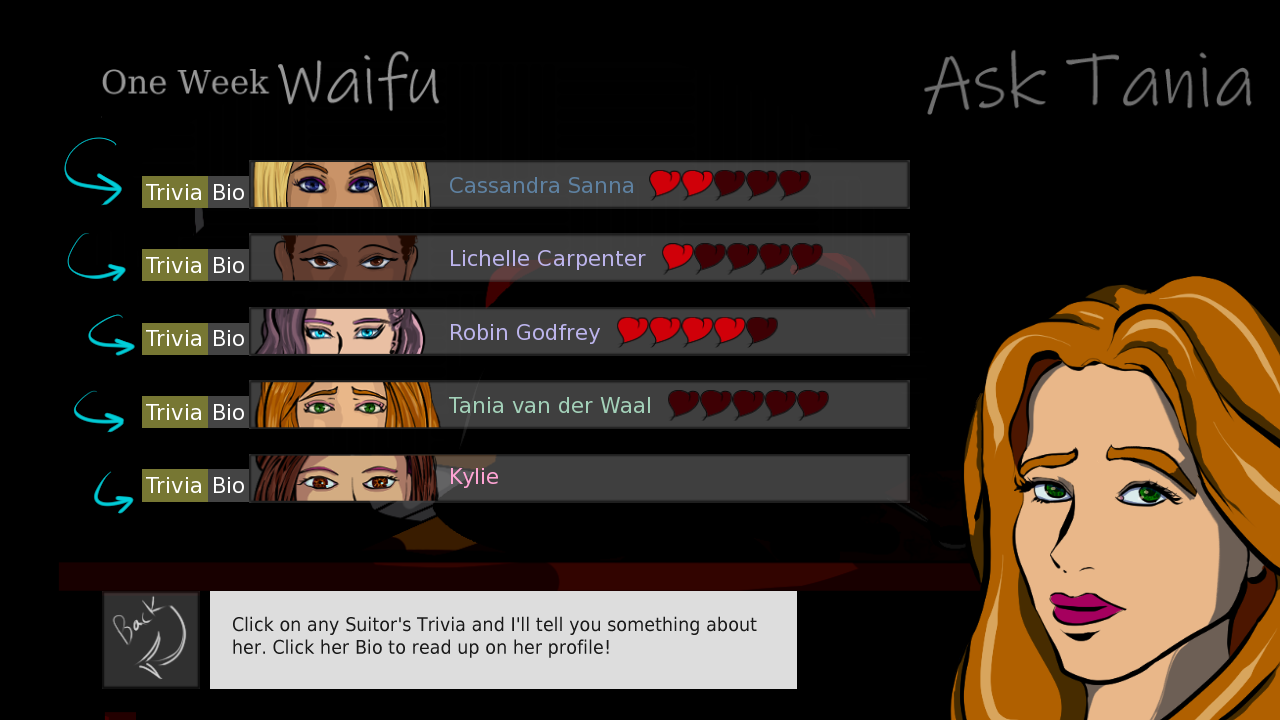 One Week Waifu
Ask Tania
Trivia Bio Cassandra Sanna
Trivia Bio Lichelle Carpenter
Trivia Bio Robin Godfrey
Trivia Bio Tania van der Waal
Trivia Bio Kylie
Back
Click on any Suitor's Trivia and I'll tell you something about
her. Click her Bio to read up on her profile!